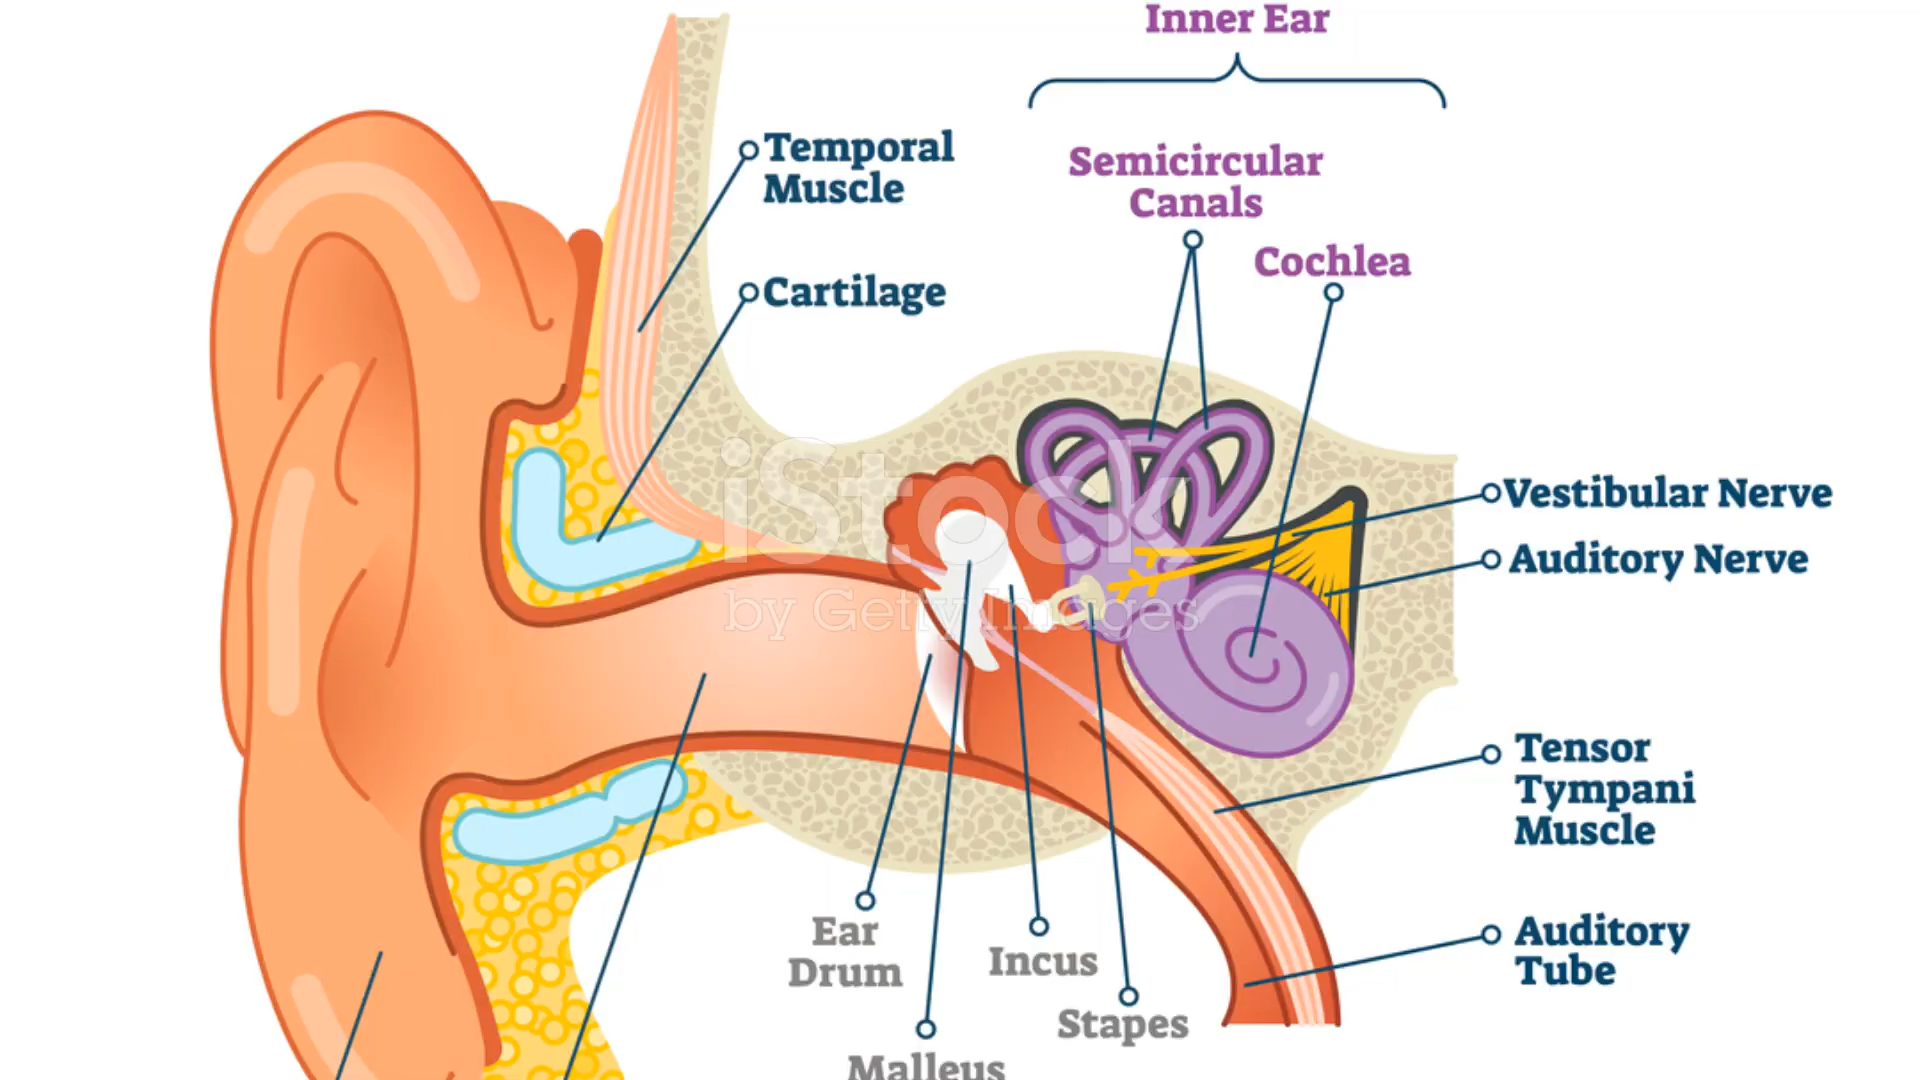 Inner Ear
Temporal
Muscle
Semicircular
Canals
Cochlea
Cartilage
iStock
by Getty Images
Vestibular Nerve
Auditory Nerve
Tensor
Tympani
Muscle
Ear
Drum
Incus
Auditory
Tube
Stapes
Malleus